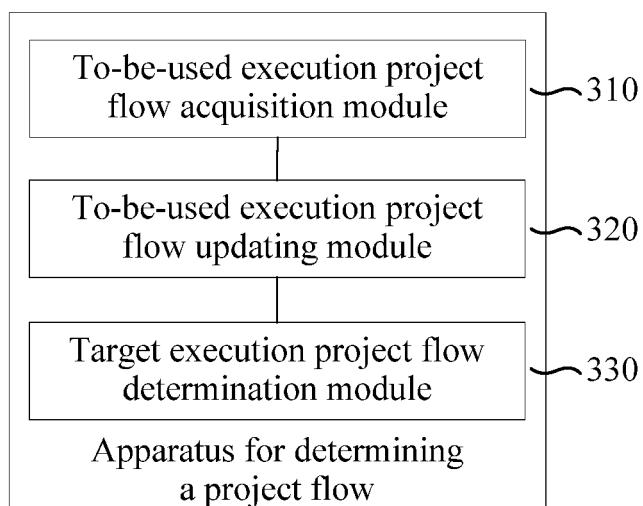 To-be-used execution project
flow acquisition module
310
To-be-used execution project
flow updating module
320
Target execution project flow
determination module
330
Apparatus for determining
a project flow